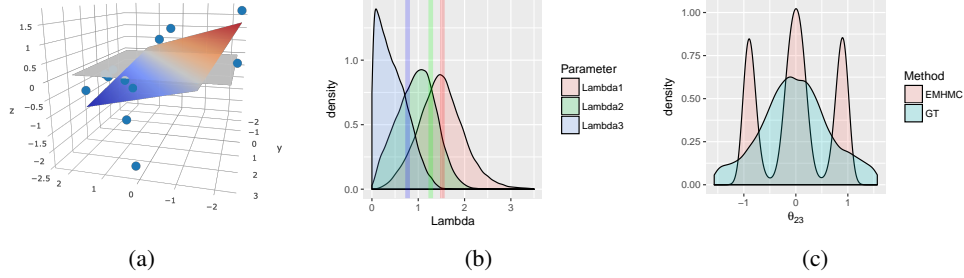 1.5
1
0.5
0
−0.5
−1
−1.5
−2
−2.5
z
2
1
0
−1
−2
−2
−1
0
1
2
3
y
(a)
density
1.0
0.5
0.0
0
1
2
3
Lambda
Parameter
Lambda1
Lambda2
Lambda3
(b)
density
1.00
0.75
0.50
0.25
0.00
−1
0
1
θ23
Method
EMHMC
GT
(c)